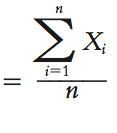 n
= ∑ Xᵢ
i=1
n